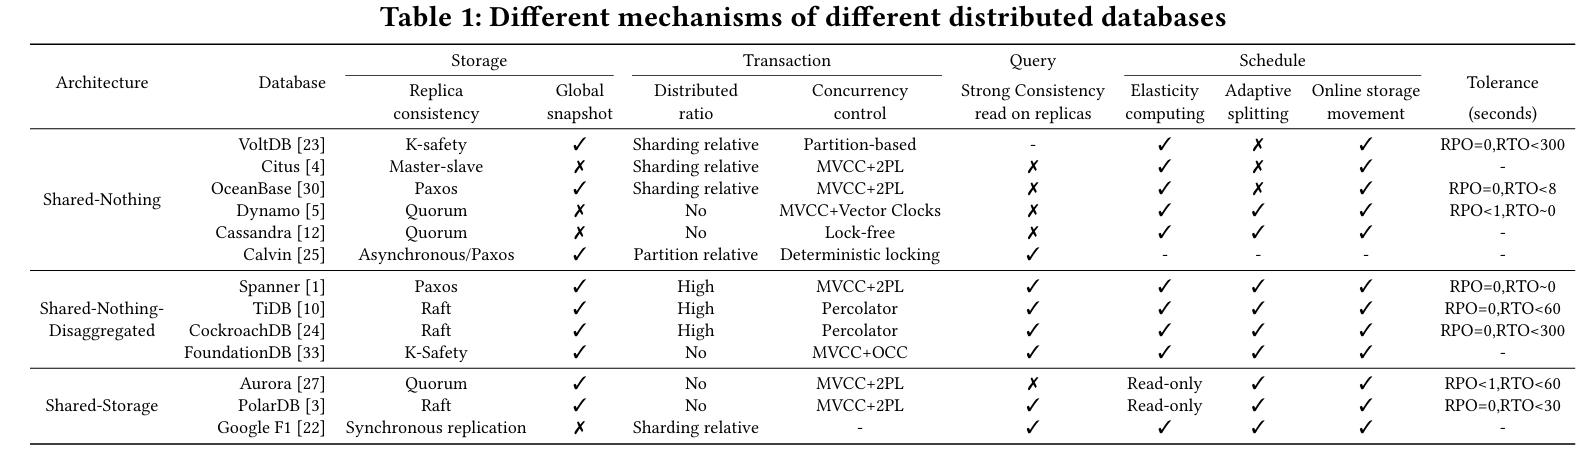 Table 1: Different mechanisms of different distributed databases
Architecture Database Storage Transaction Query Schedule Tolerance (seconds)
Replica consistency Global snapshot Distributed ratio Concurrency control Strong Consistency read on replicas Elasticity computing Adaptive splitting Online storage movement
Shared-Nothing
VoltDB [23] K-safety ✓ Sharding relative Partition-based - ✓ ✗ ✓ RPO=0,RTO<300
Citus [4] Master-slave ✗ Sharding relative MVCC+2PL ✗ ✓ ✗ ✓ -
OceanBase [30] Paxos ✓ Sharding relative MVCC+2PL ✗ ✓ ✗ ✓ RPO=0,RTO<8
Dynamo [5] Quorum ✗ No MVCC+Vector Clocks ✗ ✓ ✓ ✓ RPO<1,RTO~0
Cassandra [12] Quorum ✗ No Lock-free ✗ ✓ ✓ ✓ -
Calvin [25] Asynchronous/Paxos ✓ Partition relative Deterministic locking ✓ - - - -
Shared-Nothing-
Disaggregated
Spanner [1] Paxos ✓ High MVCC+2PL ✓ ✓ ✓ ✓ RPO=0,RTO~0
TiDB [10] Raft ✓ High Percolator ✓ ✓ ✓ ✓ RPO=0,RTO<60
CockroachDB [24] Raft ✓ High Percolator ✓ ✓ ✓ ✓ RPO=0,RTO<300
FoundationDB [33] K-Safety ✓ No MVCC+OCC ✓ ✓ ✓ ✓ -
Shared-Storage
Aurora [27] Quorum ✓ No MVCC+2PL ✗ Read-only ✓ ✓ RPO<1,RTO<60
PolarDB [3] Raft ✓ No MVCC+2PL ✓ Read-only ✓ ✓ RPO=0,RTO<30
Google F1 [22] Synchronous replication ✗ Sharding relative - ✓ ✓ ✓ ✓ -